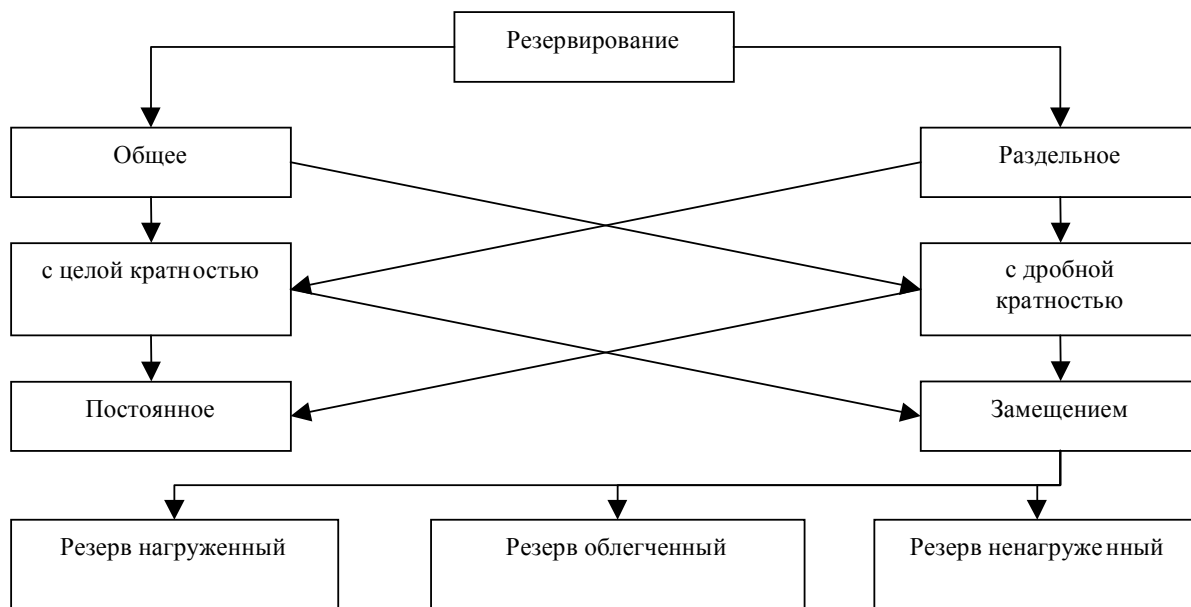 Резервирование
Общее
Раздельное
с целой кратностью
с дробной
кратностью
Постоянное
Замещением
Резерв нагруженный
Резерв облегченный
Резерв ненагруженный